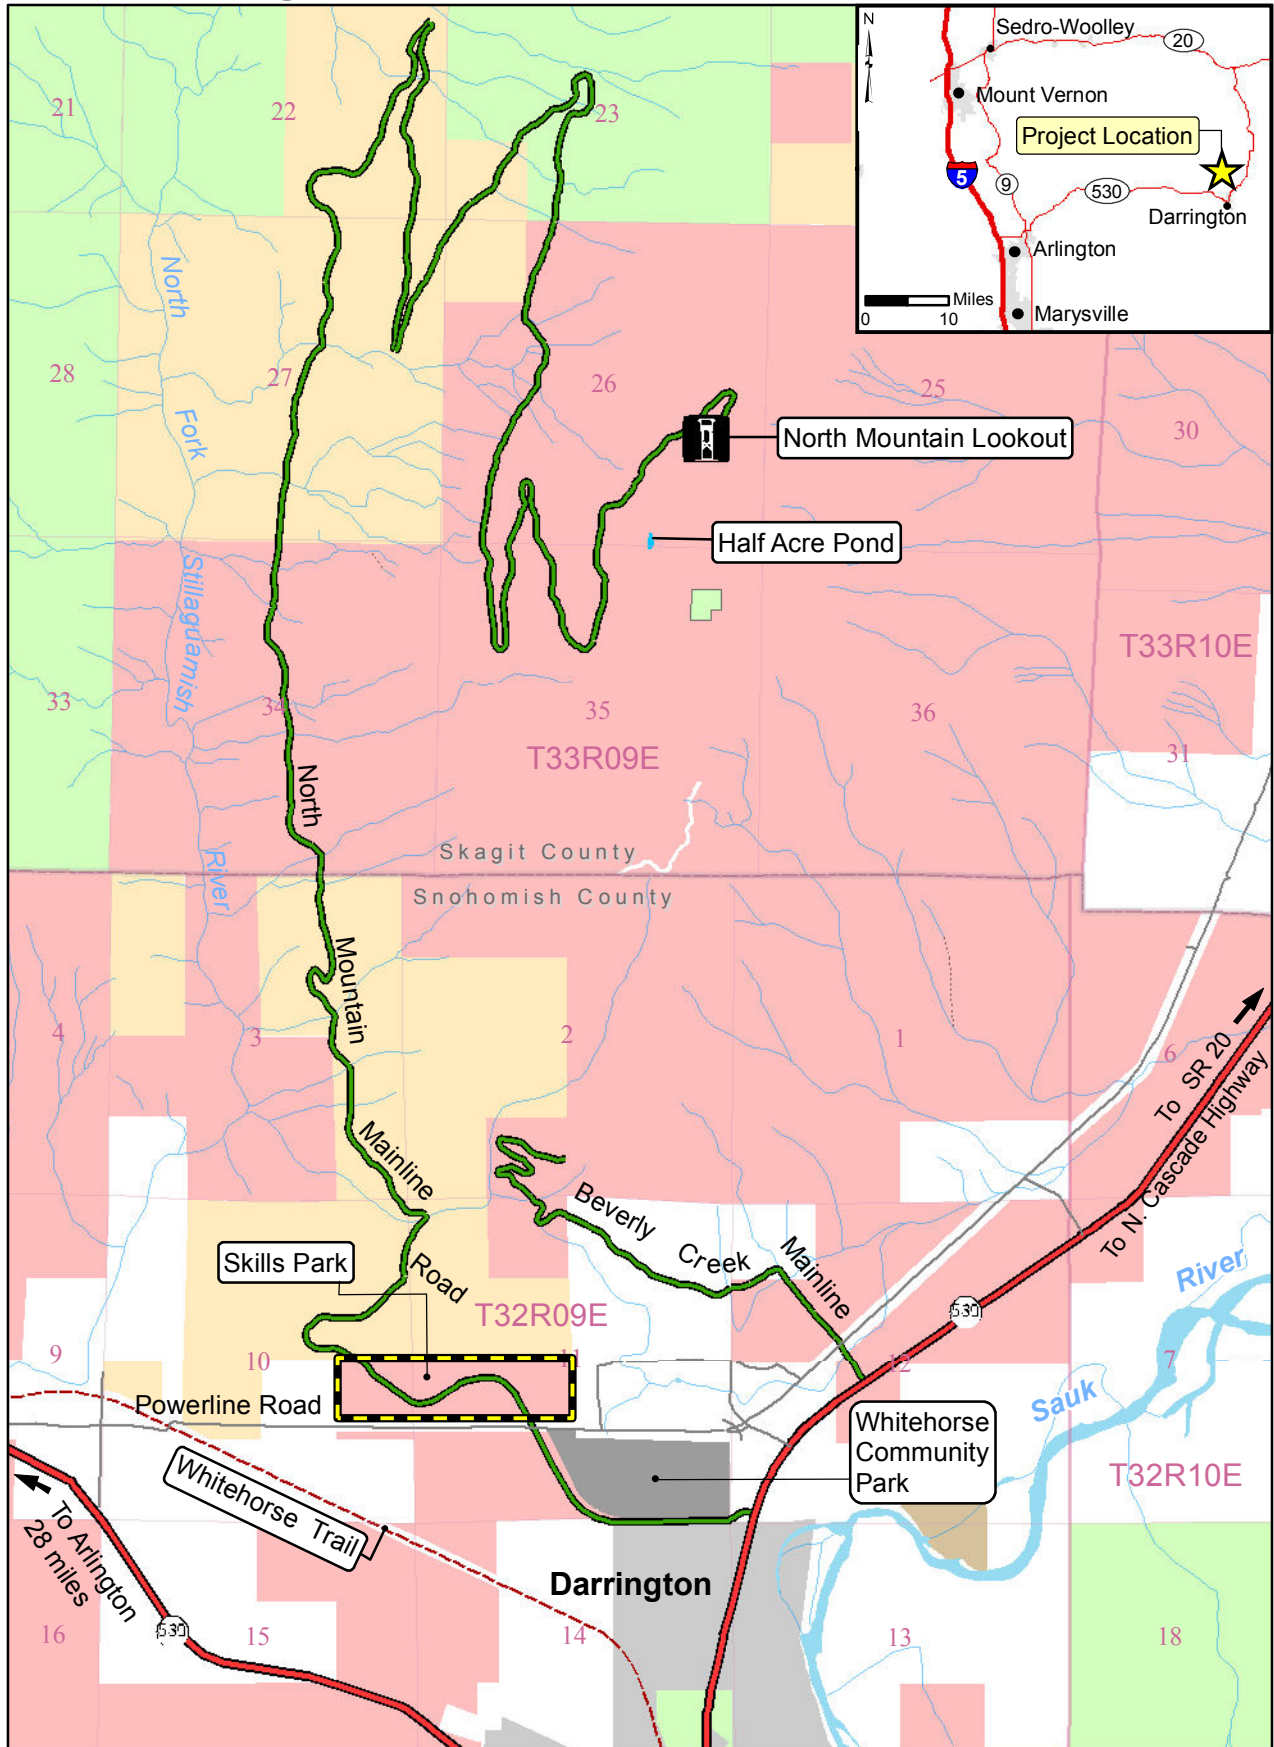 N
Sedro-Woolley
20
Mount Vernon
Project Location
5
9
530
Darrington
Arlington
Miles
0 10
Marysville
21
22
23
28
27
26
25
30
North Mountain Lookout
Half Acre Pond
North
Fork
Stillaguamish
River
T33R10E
33
34
35
36
31
T33R09E
North
Mountain
Mainline
Road
Skagit County
Snohomish County
4
3
2
1
6
To SR 20
To N. Cascade Highway
Beverly
Creek
Mainline
Skills Park
T32R09E
530
River
Sauk
9
10
11
12
7
Powerline Road
Whitehorse
Community
Park
T32R10E
Whitehorse Trail
To Arlington
28 miles
530
Darrington
16
15
14
13
18